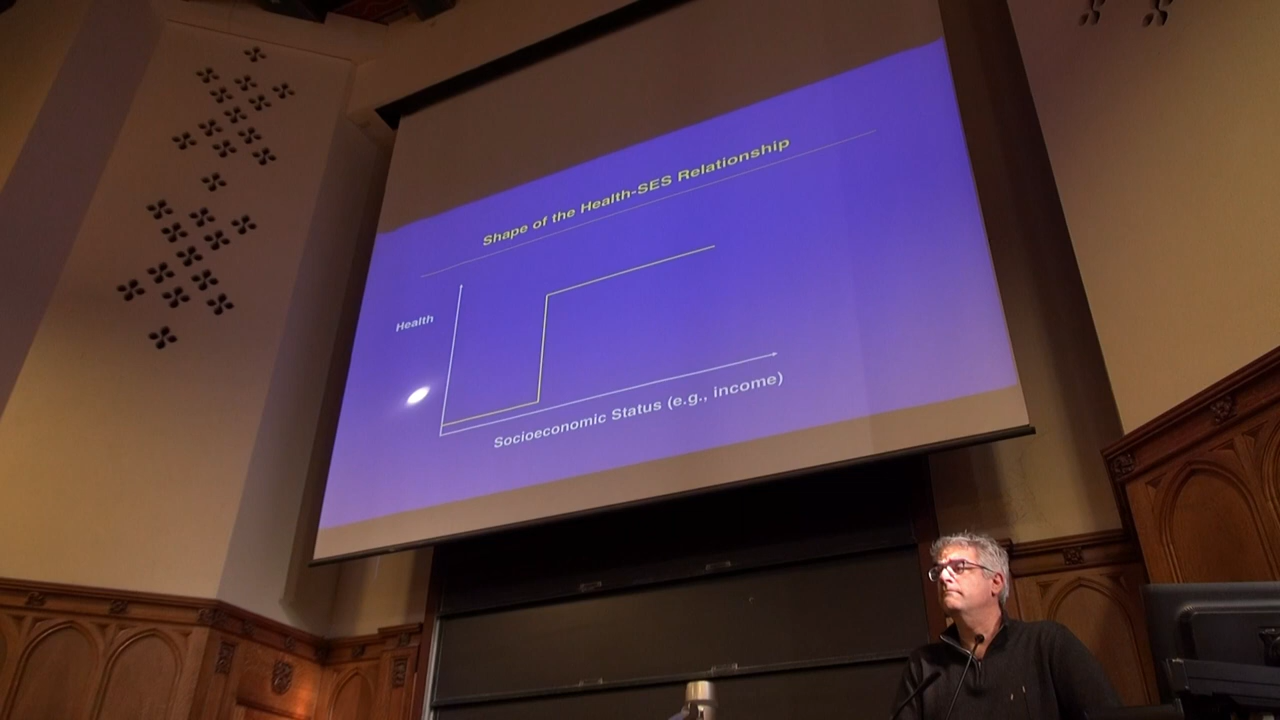 Shape of the Health-SES Relationship
Health
Socioeconomic Status (e.g., income)